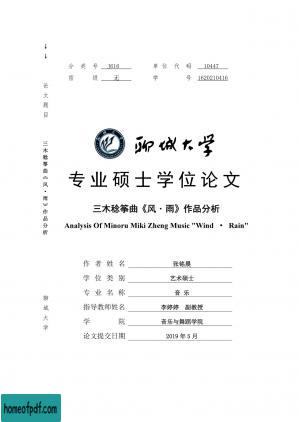 分 类 号 J616 单 位 代 码 10447
密 级 无 学 号 1620210416
聊城大学
专业硕士学位论文
三木稔筝曲《风·雨》作品分析
Analysis Of Minoru Miki Zheng Music "Wind · Rain"
作 者 姓 名 张铭晨
学 位 类 别 艺术硕士
专 业 名 称 音 乐
指导教师姓名 李婷婷 副教授
学 院 音乐与舞蹈学院
论文提交日期 2019 年 5 月
↓
↓
论文题目
三木稔筝曲《风·雨》作品分析
聊城大学
homeofpdf.com